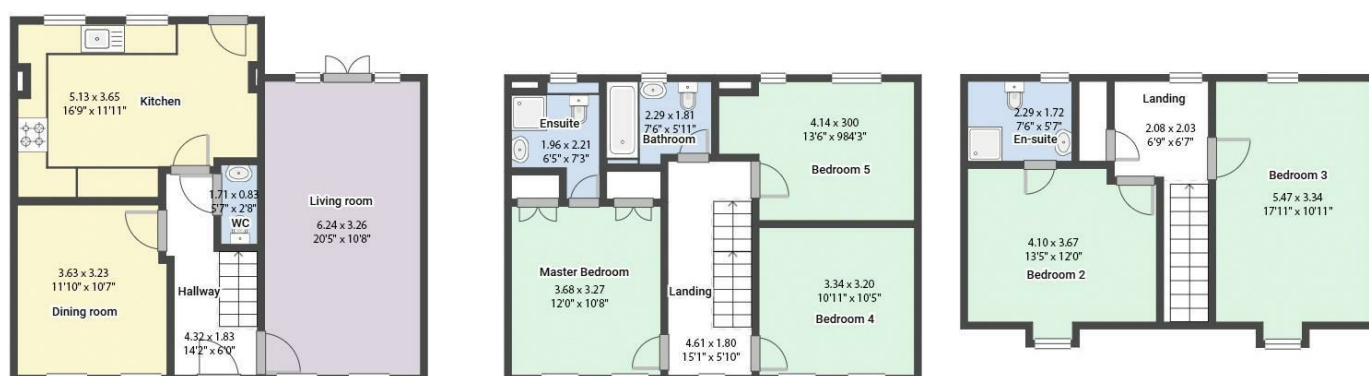 5.13 x 3.65
16'9" x 11'11"
Kitchen
1.71 x 0.83
5'7" x 2'8"
WC
Living room
6.24 x 3.26
20'5" x 10'8"
3.63 x 3.23
11'10" x 10'7"
Dining room
Hallway
4.32 x 1.83
14'2" x 6'0"
Ensuite
1.96 x 2.21
6'5" x 7'3"
2.29 x 1.81
7'6" x 5'11"
Bathroom
4.14 x 300
13'6" x 984'3"
Bedroom 5
Master Bedroom
3.68 x 3.27
12'0" x 10'8"
Landing
3.34 x 3.20
10'11" x 10'5"
Bedroom 4
4.61 x 1.80
15'1" x 5'10"
2.29 x 1.72
7'6" x 5'7"
En-suite
Landing
2.08 x 2.03
6'9" x 6'7"
Bedroom 3
5.47 x 3.34
17'11" x 10'11"
4.10 x 3.67
13'5" x 12'0"
Bedroom 2